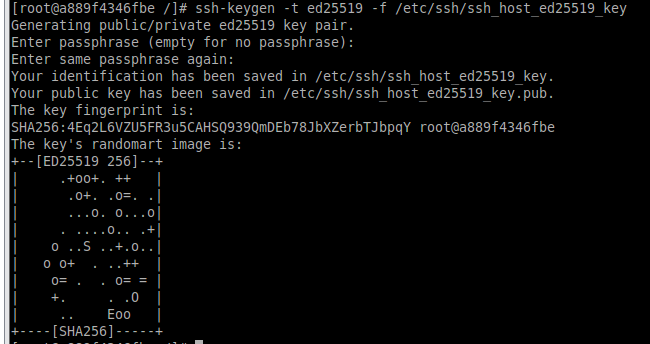 [root@a889f4346fbe /]# ssh-keygen -t ed25519 -f /etc/ssh/ssh_host_ed25519_key
Generating public/private ed25519 key pair.
Enter passphrase (empty for no passphrase):
Enter same passphrase again:
Your identification has been saved in /etc/ssh/ssh_host_ed25519_key.
Your public key has been saved in /etc/ssh/ssh_host_ed25519_key.pub.
The key fingerprint is:
SHA256:4Eq2L6VZU5FR3u5CAHSQ939QmDEb78JbXZerbTJbpqY root@a889f4346fbe
The key's randomart image is:
+--[ED25519 256]--+
|     .+oo+. ++   |
|      .o+. .o=. .|
|      ...o. o...o|
|     . ....o.. .+|
|    o ..S ..+.o..|
|   o o+  . ..++  |
|    o= .  . o= = |
|    +.     . .O  |
|     ..    Eoo   |
+----[SHA256]-----+